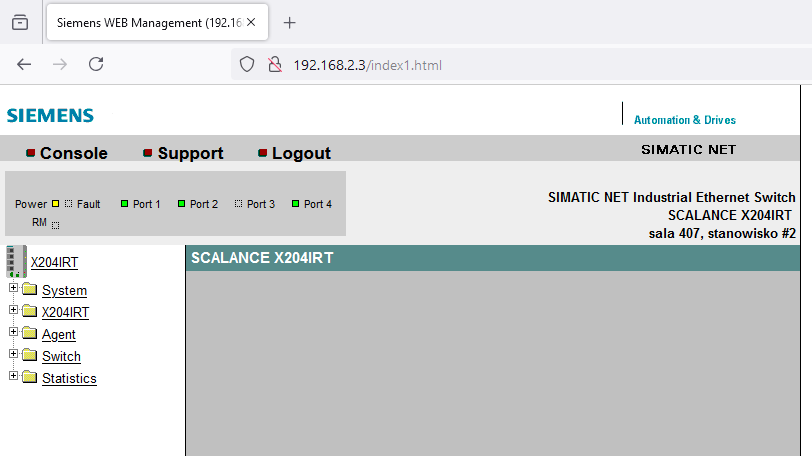 Siemens WEB Management (192.16
192.168.2.3/index1.html
SIEMENS
Automation & Drives
Console Support Logout
SIMATIC NET
Power Fault Port 1 Port 2 Port 3 Port 4
RM
SIMATIC NET Industrial Ethernet Switch
SCALANCE X204IRT
sala 407, stanowisko #2
X204IRT
SCALANCE X204IRT
System
X204IRT
Agent
Switch
Statistics